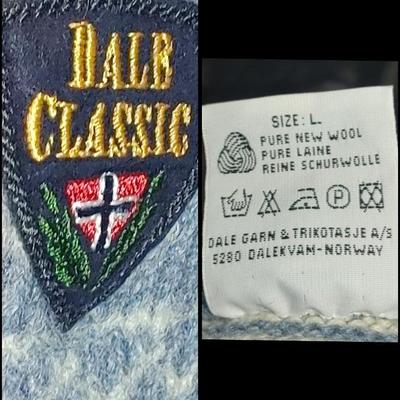 DALE
CLASSIC
SIZE: L.
PURE NEW WOOL
PURE LAINE
REINE SCHURWOLLE
P
DALE GARN & TRIKOTASJE A/S
5280 DALEKVAM-NORWAY